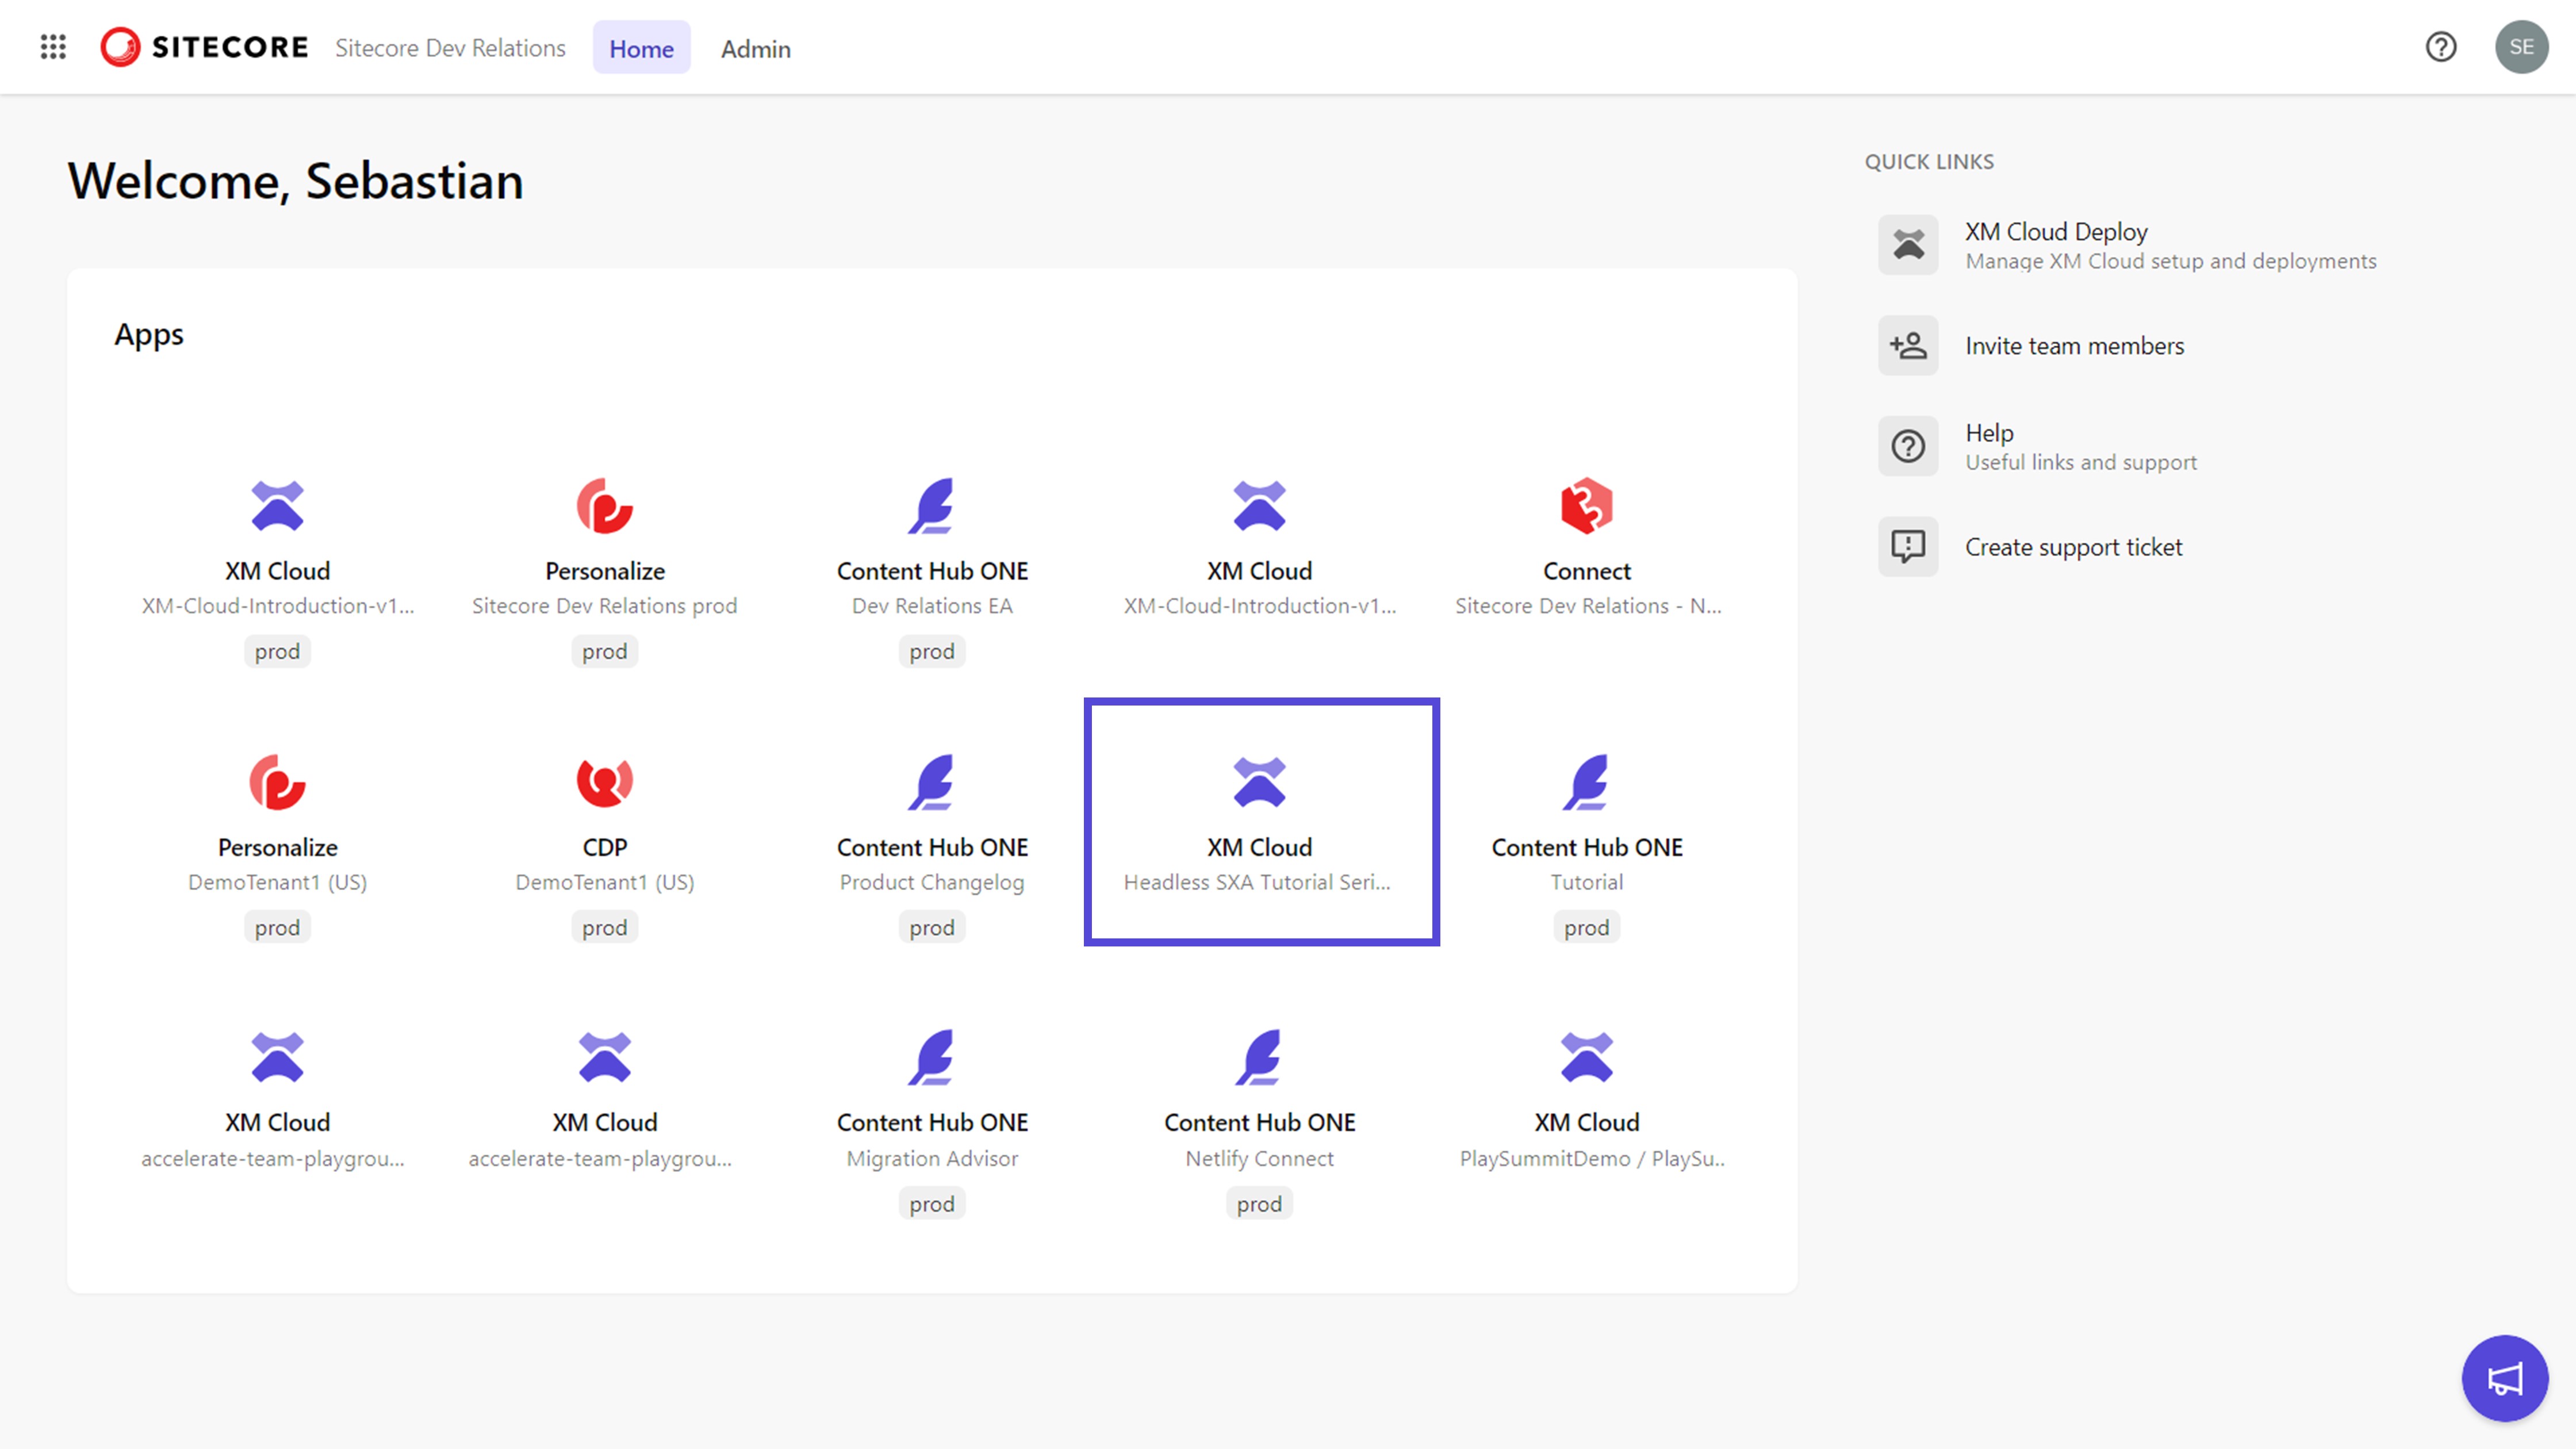 SITECORE Sitecore Dev Relations Home Admin SE
Welcome, Sebastian
Apps
XM Cloud
XM-Cloud-Introduction-v1...
prod
Personalize
Sitecore Dev Relations prod
prod
Content Hub ONE
Dev Relations EA
prod
XM Cloud
XM-Cloud-Introduction-v1...
Connect
Sitecore Dev Relations - N...
Personalize
DemoTenant1 (US)
prod
CDP
DemoTenant1 (US)
prod
Content Hub ONE
Product Changelog
prod
XM Cloud
Headless SXA Tutorial Seri...
Content Hub ONE
Tutorial
prod
XM Cloud
accelerate-team-playgrou...
XM Cloud
accelerate-team-playgrou...
Content Hub ONE
Migration Advisor
prod
Content Hub ONE
Netlify Connect
prod
XM Cloud
PlaySummitDemo / PlaySu..
QUICK LINKS
XM Cloud Deploy
Manage XM Cloud setup and deployments
Invite team members
Help
Useful links and support
Create support ticket